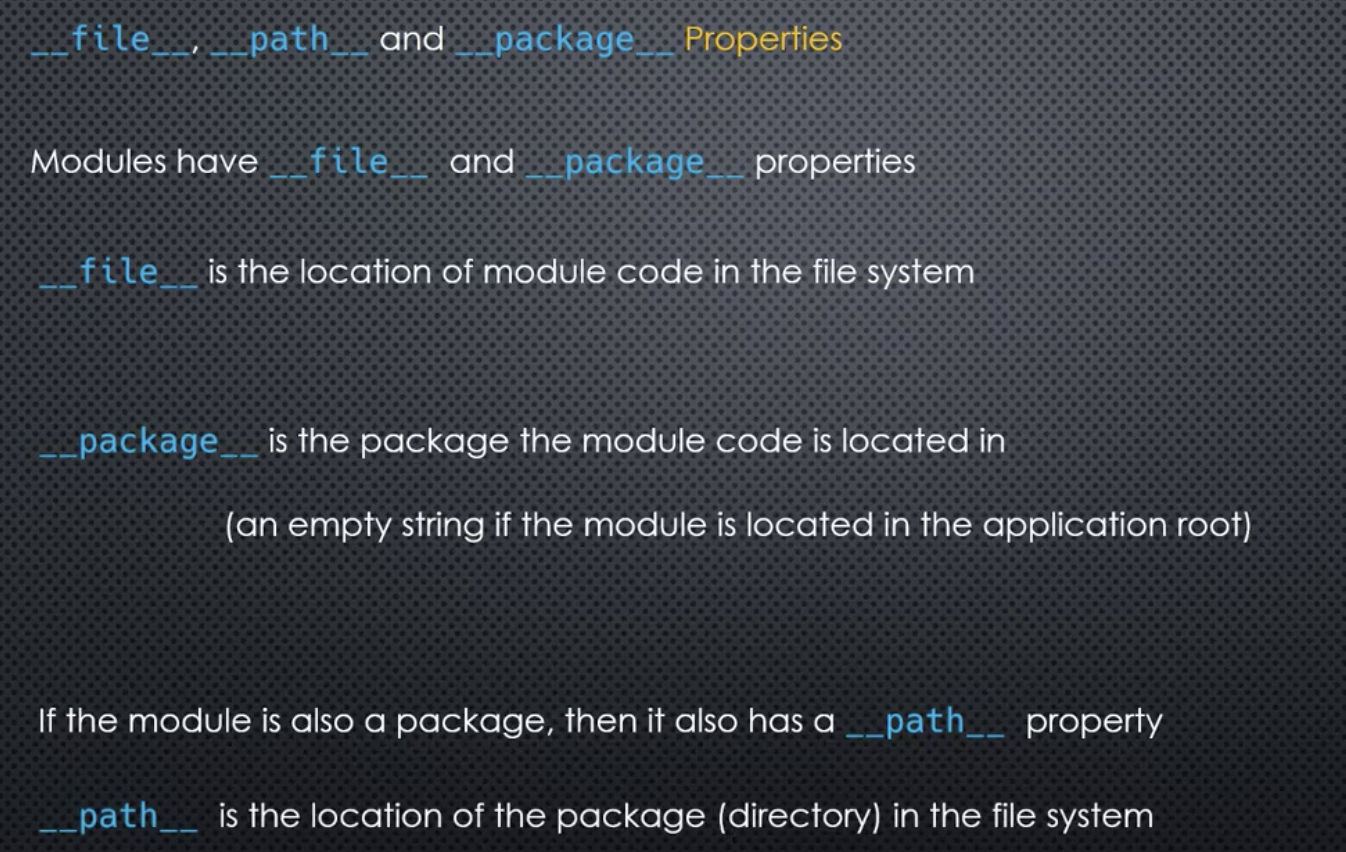 __file__, __path__ and __package__ Properties
Modules have __file__ and __package__ properties
__file__ is the location of module code in the file system
__package__ is the package the module code is located in
(an empty string if the module is located in the application root)
If the module is also a package, then it also has a __path__ property
__path__ is the location of the package (directory) in the file system